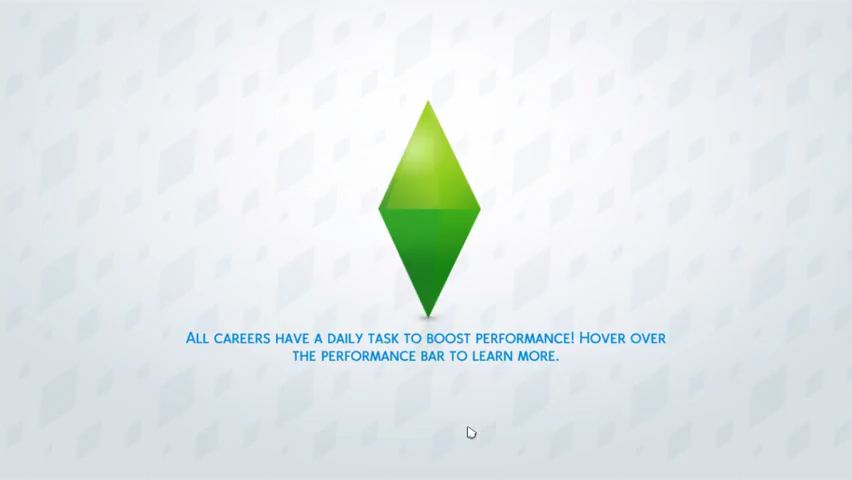 All careers have a daily task to boost performance! Hover over
the performance bar to learn more.